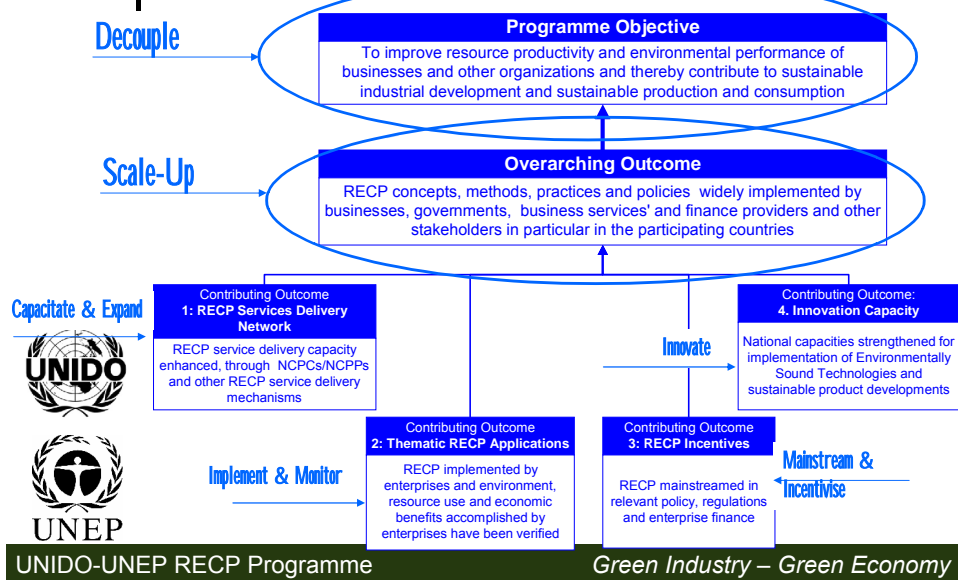 Decouple
Programme Objective
To improve resource productivity and environmental performance of
businesses and other organizations and thereby contribute to sustainable
industrial development and sustainable production and consumption
Scale-Up
Overarching Outcome
RECP concepts, methods, practices and policies widely implemented by
businesses, governments, business services' and finance providers and other
stakeholders in particular in the participating countries
Capacitate & Expand
Contributing Outcome
1: RECP Services Delivery
Network
RECP service delivery capacity
enhanced, through NCPCs/NCPPs
and other RECP service delivery
mechanisms
Innovate
Contributing Outcome:
4. Innovation Capacity
National capacities strengthened for
implementation of Environmentally
Sound Technologies and
sustainable product developments
UNIDO
Implement & Monitor
Contributing Outcome
2: Thematic RECP Applications
RECP implemented by
enterprises and environment,
resource use and economic
benefits accomplished by
enterprises have been verified
Contributing Outcome
3: RECP Incentives
RECP mainstreamed in
relevant policy, regulations
and enterprise finance
Mainstream &
Incentivise
UNEP
UNIDO-UNEP RECP Programme
Green Industry – Green Economy